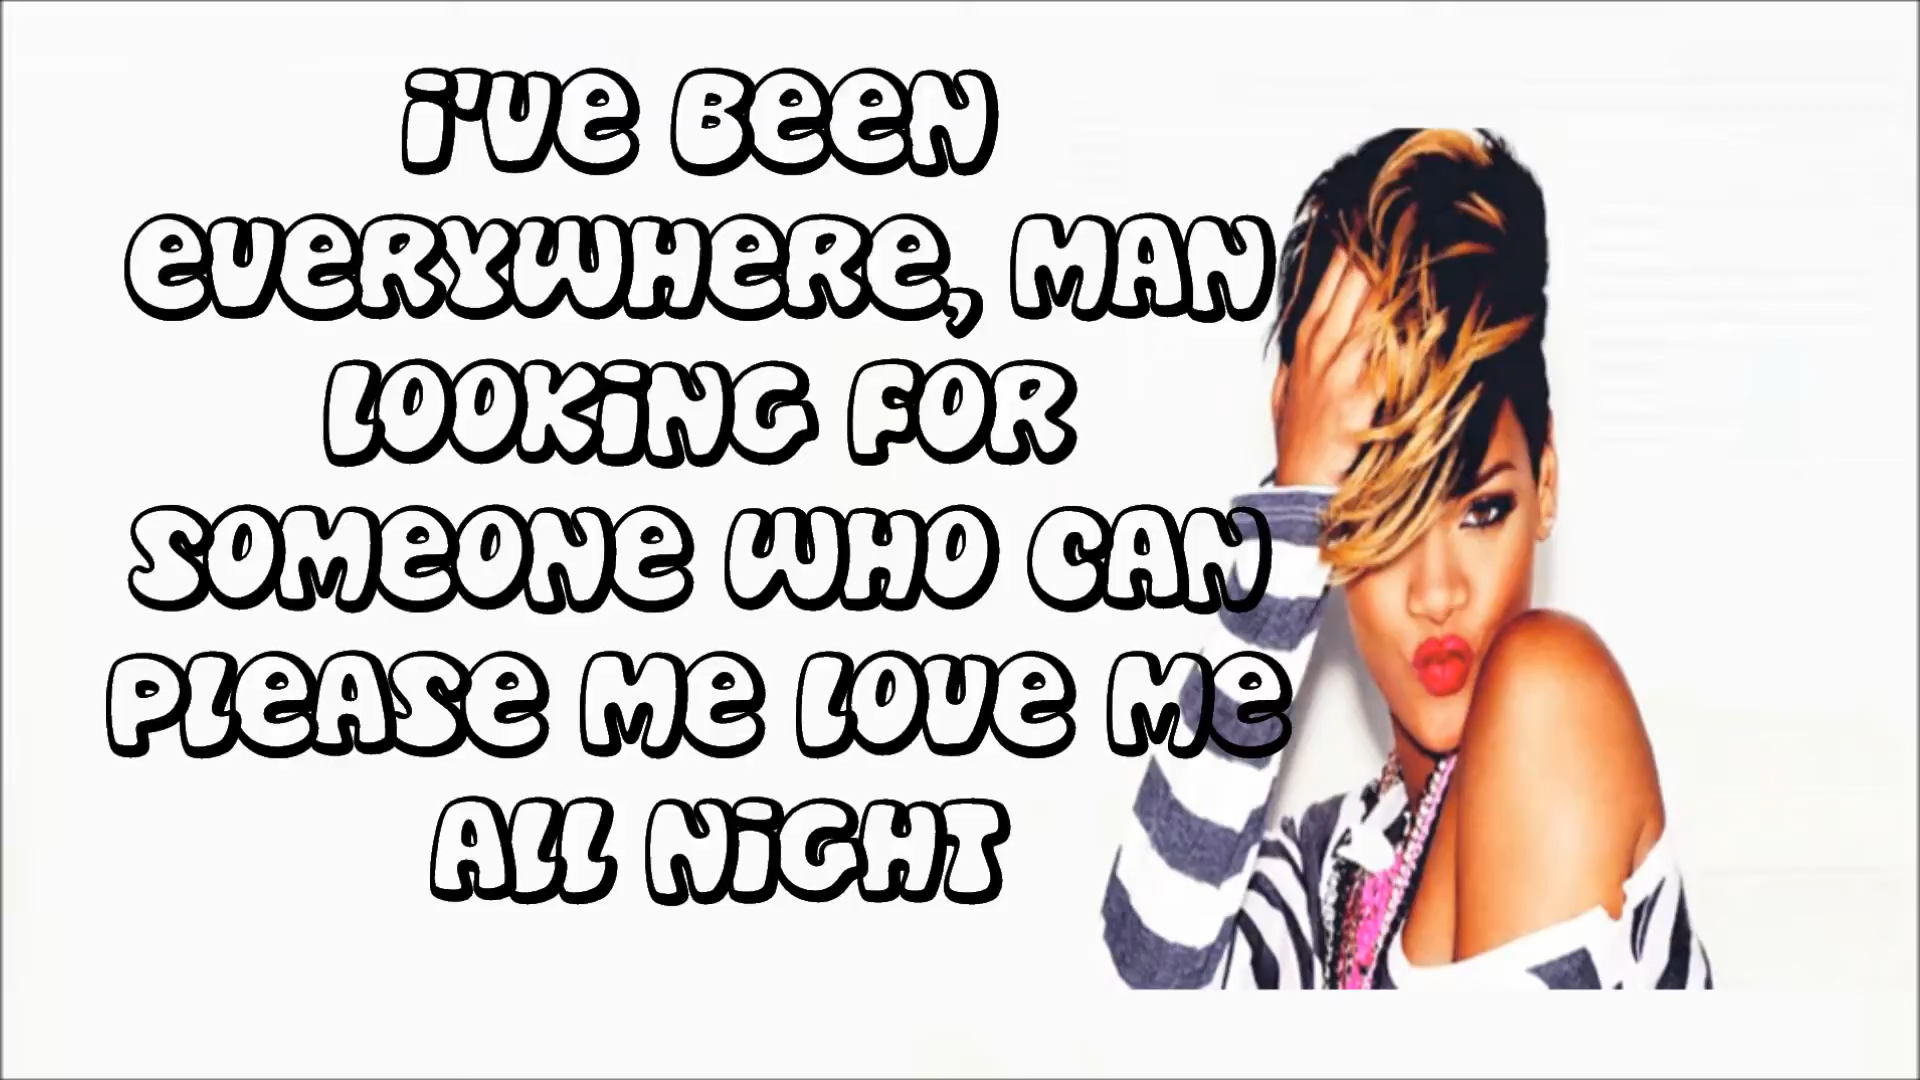 I'VE BEEN
EVERYWHERE, MAN
LOOKING FOR
SOMEONE WHO CAN
PLEASE ME LOVE ME
ALL NIGHT